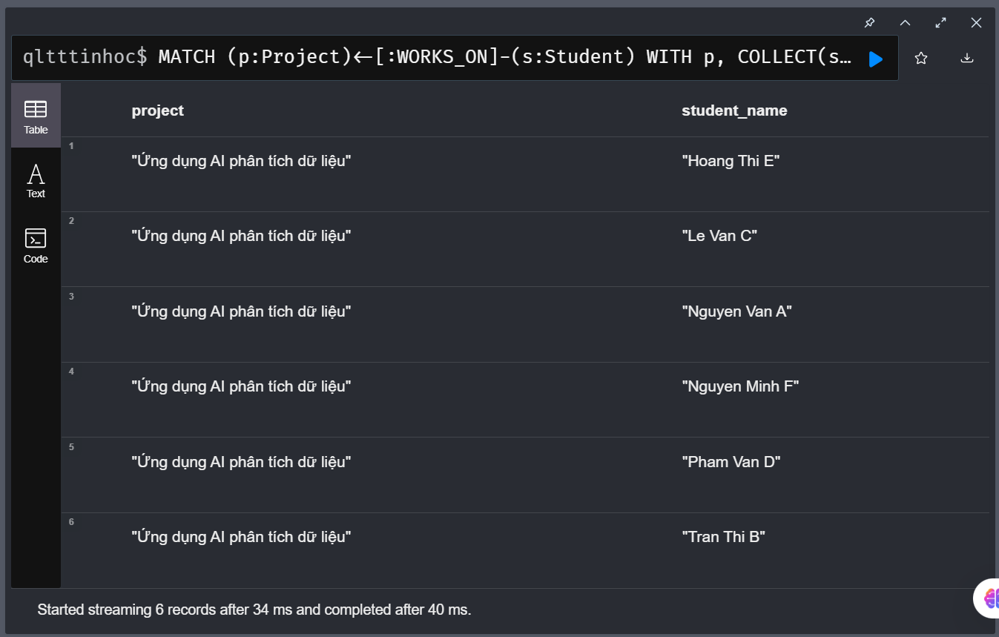 qltttinhoc$ MATCH (p:Project)<-[:WORKS_ON]-(s:Student) WITH p, COLLECT(s…
Table
Text
Code
project student_name
1 "Ứng dụng AI phân tích dữ liệu" "Hoang Thi E"
2 "Ứng dụng AI phân tích dữ liệu" "Le Van C"
3 "Ứng dụng AI phân tích dữ liệu" "Nguyen Van A"
4 "Ứng dụng AI phân tích dữ liệu" "Nguyen Minh F"
5 "Ứng dụng AI phân tích dữ liệu" "Pham Van D"
6 "Ứng dụng AI phân tích dữ liệu" "Tran Thi B"
Started streaming 6 records after 34 ms and completed after 40 ms.